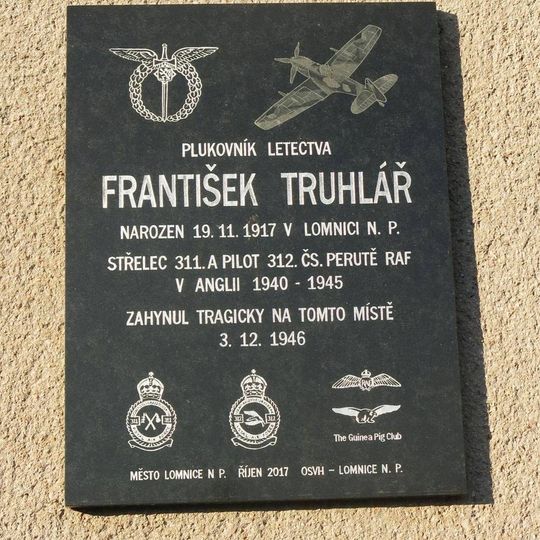 PLUKOVNÍK LETECTVA
FRANTIŠEK TRUHLÁŘ
NAROZEN 19. 11. 1917 V LOMNICI N. P.
STŘELEC 311. A PILOT 312. ČS. PERUTĚ RAF
V ANGLII 1940 - 1945
ZAHYNUL TRAGICKY NA TOMTO MÍSTĚ
3. 12. 1946
The Guinea Pig Club
MĚSTO LOMNICE N P. ŘÍJEN 2017 OSVH – LOMNICE N. P.